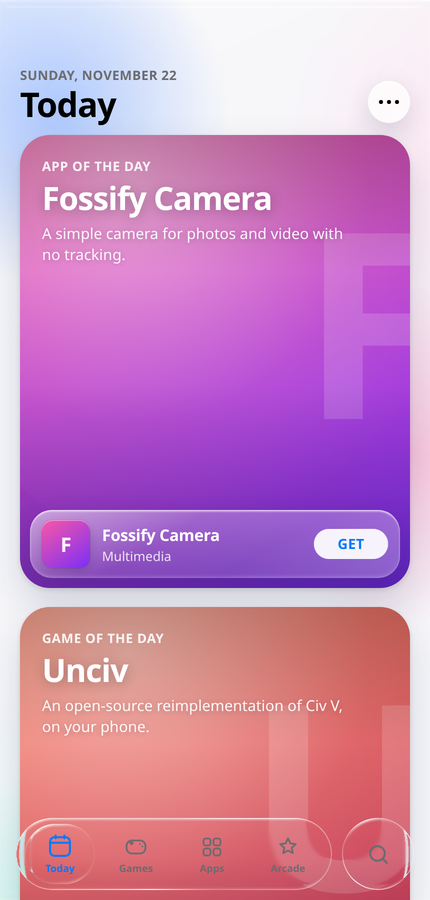 SUNDAY, NOVEMBER 22
Today
APP OF THE DAY
Fossify Camera
A simple camera for photos and video with
no tracking.
F
F
Fossify Camera
Multimedia
GET
GAME OF THE DAY
Unciv
An open-source reimplementation of Civ V,
on your phone.
U
Today
Games
Apps
Arcade